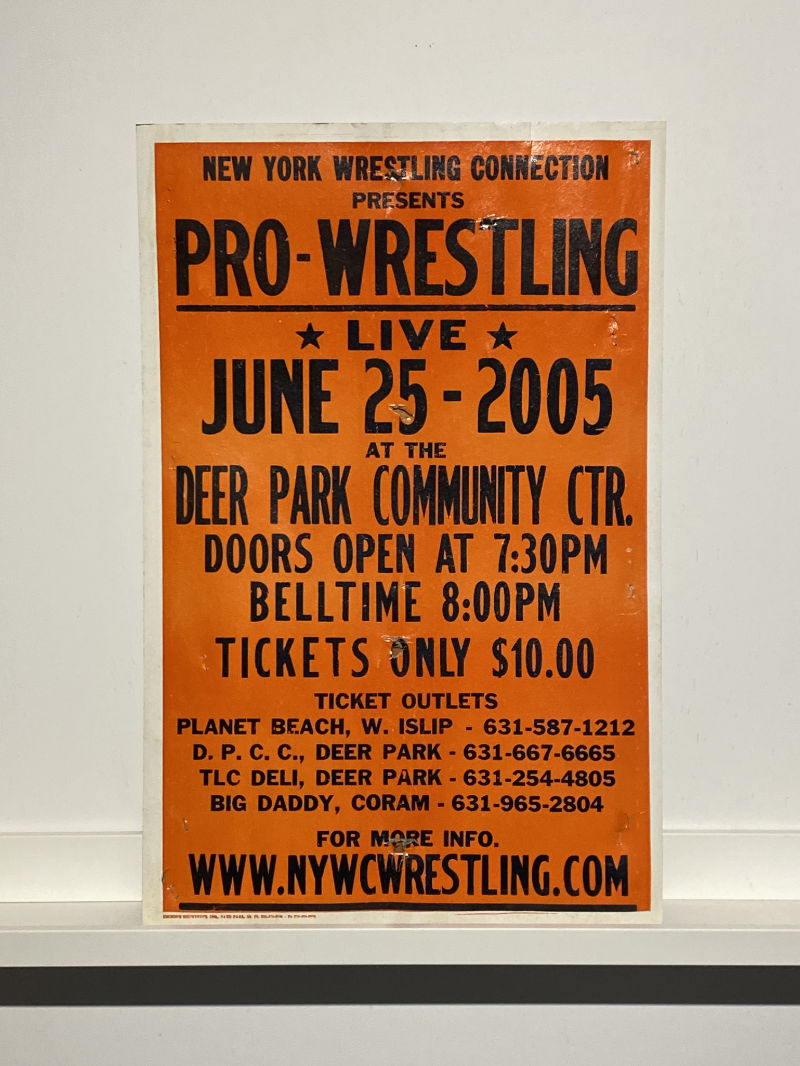 NEW YORK WRESTLING CONNECTION
PRESENTS
PRO-WRESTLING
★ LIVE ★
JUNE 25-2005
AT THE
DEER PARK COMMUNITY CTR.
DOORS OPEN AT 7:30PM
BELLTIME 8:00PM
TICKETS ONLY $10.00
TICKET OUTLETS
PLANET BEACH, W. ISLIP - 631-587-1212
D. P. C. C., DEER PARK - 631-667-6665
TLC DELI, DEER PARK - 631-254-4805
BIG DADDY, CORAM - 631-965-2804
FOR MORE INFO.
WWW.NYWCWRESTLING.COM